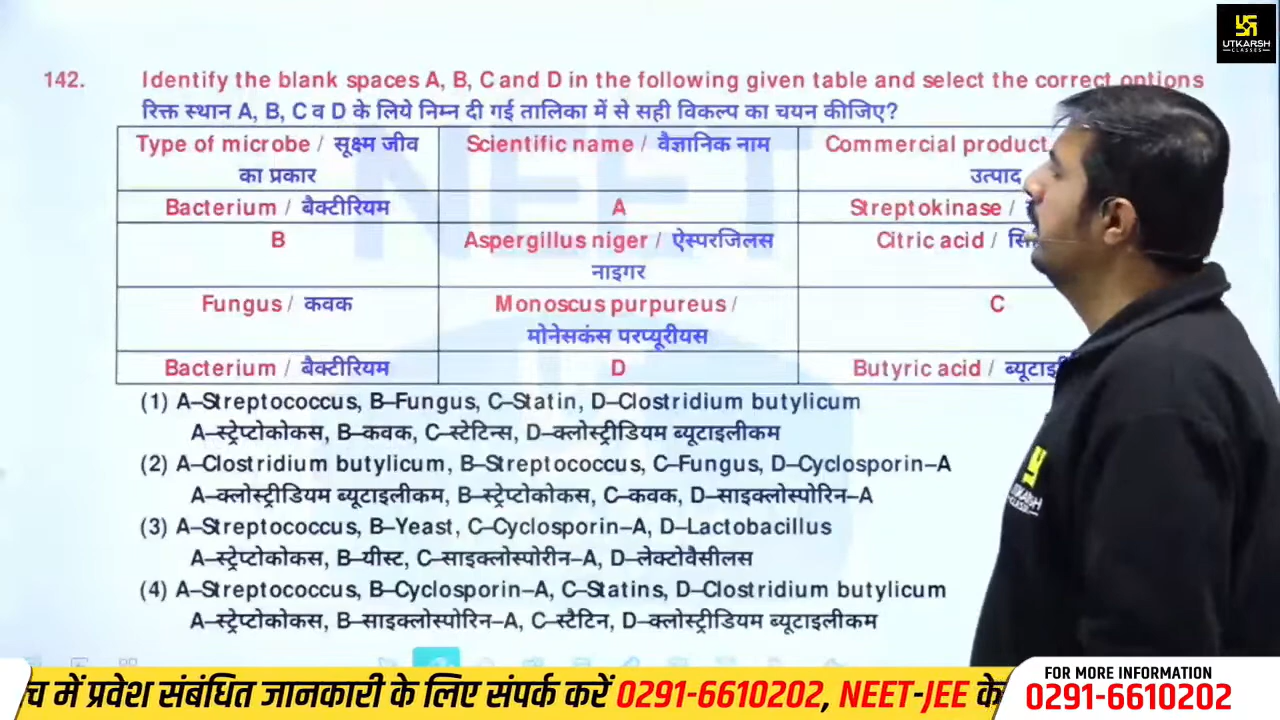 UTKARSH
CLASSES
142. Identify the blank spaces A, B, C and D in the following given table and select the correct options
रिक्त स्थान A, B, C व D के लिये निम्न दी गई तालिका में से सही विकल्प का चयन कीजिए?
Type of microbe / सूक्ष्म जीव
का प्रकार
Scientific name / वैज्ञानिक नाम
Commercial product
उत्पाद
Bacterium / बैक्टीरियम
A
Streptokinase /
B
Aspergillus niger / ऐस्परजिलस
नाइगर
Citric acid /
Fungus / कवक
Monoscus purpureus /
मोनेसकंस परप्यूरीयस
C
Bacterium / बैक्टीरियम
D
Butyric acid /
(1) A–Streptococcus, B–Fungus, C–Statin, D–Clostridium butylicum
A–स्ट्रेप्टोकोकस, B–कवक, C–स्टेटिन्स, D–क्लोस्ट्रीडियम ब्यूटाइलीकम
(2) A–Clostridium butylicum, B–Streptococcus, C–Fungus, D–Cyclosporin–A
A–क्लोस्ट्रीडियम ब्यूटाइलीकम, B–स्ट्रेप्टोकोकस, C–कवक, D–साइक्लोस्पोरिन–A
(3) A–Streptococcus, B–Yeast, C–Cyclosporin–A, D–Lactobacillus
A–स्ट्रेप्टोकोकस, B–यीस्ट, C–साइक्लोस्पोरीन–A, D–लेक्टोवैसीलस
(4) A–Streptococcus, B–Cyclosporin–A, C–Statins, D–Clostridium butylicum
A–स्ट्रेप्टोकोकस, B–साइक्लोस्पोरिन–A, C–स्टैटिन, D–क्लोस्ट्रीडियम ब्यूटाइलीकम
NEET
UTKARSH
CLASSES
में प्रवेश संबंधित जानकारी के लिए संपर्क करें 0291-6610202, NEET-JEE के
FOR MORE INFORMATION
0291-6610202